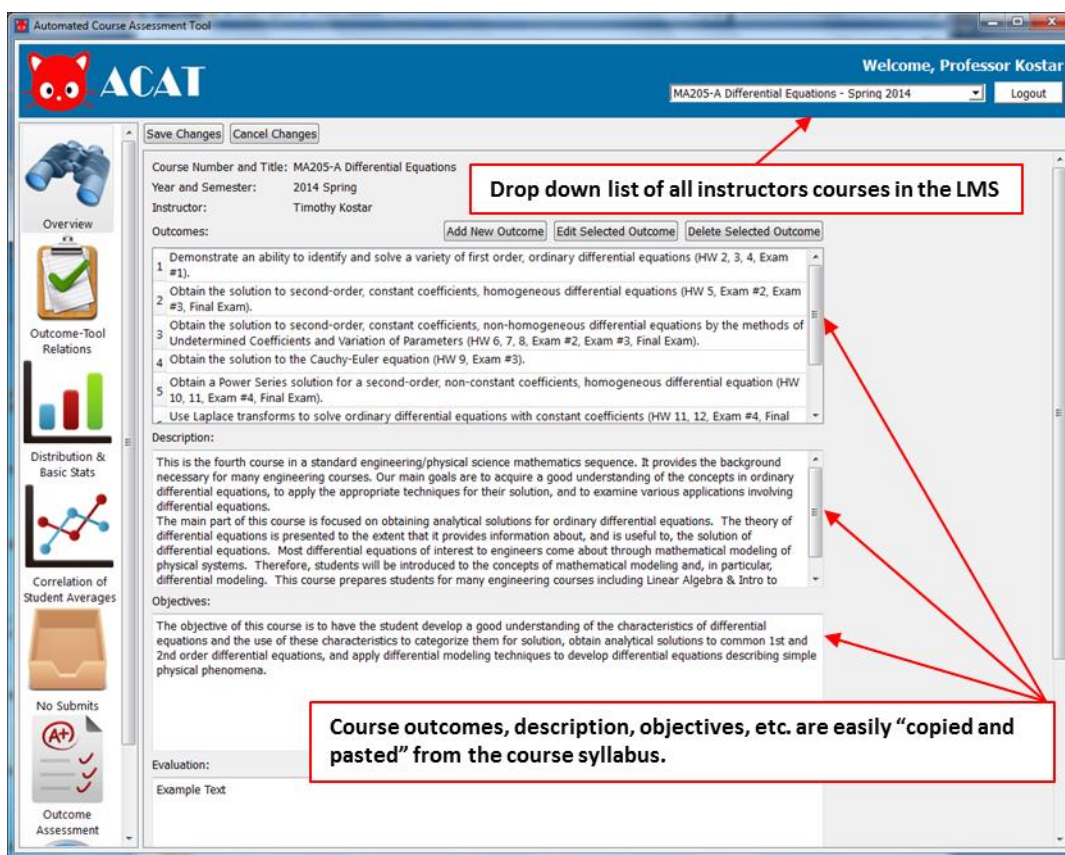 Automated Course Assessment Tool
ACAT
Welcome, Professor Kostar
MA205-A Differential Equations - Spring 2014
Logout
Save Changes
Cancel Changes
Course Number and Title: MA205-A Differential Equations
Year and Semester: 2014 Spring
Instructor: Timothy Kostar
Drop down list of all instructors courses in the LMS
Outcomes:
Add New Outcome
Edit Selected Outcome
Delete Selected Outcome
1 Demonstrate an ability to identify and solve a variety of first order, ordinary differential equations (HW 2, 3, 4, Exam
#1).
2 Obtain the solution to second-order, constant coefficients, homogeneous differential equations (HW 5, Exam #2, Exam
#3, Final Exam).
3 Obtain the solution to second-order, constant coefficients, non-homogeneous differential equations by the methods of
Undetermined Coefficients and Variation of Parameters (HW 6, 7, 8, Exam #2, Exam #3, Final Exam).
4 Obtain the solution to the Cauchy-Euler equation (HW 9, Exam #3).
5 Obtain a Power Series solution for a second-order, non-constant coefficients, homogeneous differential equation (HW
10, 11, Exam #4, Final Exam).
Use Laplace transforms to solve ordinary differential equations with constant coefficients (HW 11, 12, Exam #4, Final
Description:
This is the fourth course in a standard engineering/physical science mathematics sequence. It provides the background
necessary for many engineering courses. Our main goals are to acquire a good understanding of the concepts in ordinary
differential equations, to apply the appropriate techniques for their solution, and to examine various applications involving
differential equations.
The main part of this course is focused on obtaining analytical solutions for ordinary differential equations. The theory of
differential equations is presented to the extent that it provides information about, and is useful to, the solution of
differential equations. Most differential equations of interest to engineers come about through mathematical modeling of
physical systems. Therefore, students will be introduced to the concepts of mathematical modeling and, in particular,
differential modeling. This course prepares students for many engineering courses including Linear Algebra & Intro to
Objectives:
The objective of this course is to have the student develop a good understanding of the characteristics of differential
equations and the use of these characteristics to categorize them for solution, obtain analytical solutions to common 1st and
2nd order differential equations, and apply differential modeling techniques to develop differential equations describing simple
physical phenomena.
Course outcomes, description, objectives, etc. are easily “copied and
pasted” from the course syllabus.
Evaluation:
Example Text
Overview
Outcome-Tool
Relations
Distribution &
Basic Stats
Correlation of
Student Averages
No Submits
A+
Outcome
Assessment